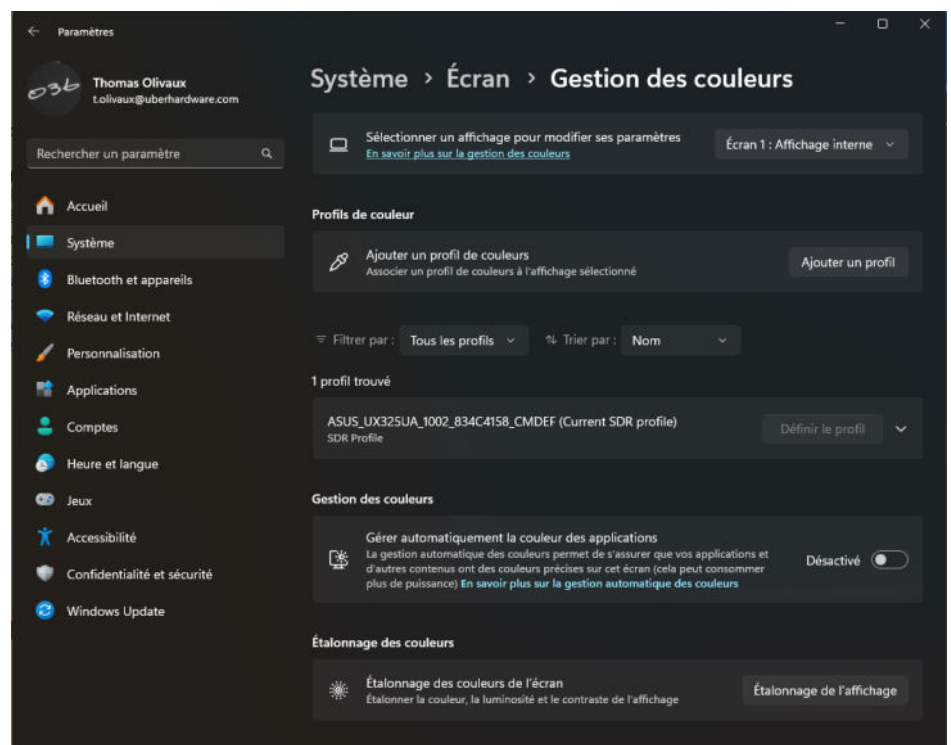 Paramètres
036
Thomas Olivaux
t.olivaux@uberhardware.com
Rechercher un paramètre
Accueil
Système
Bluetooth et appareils
Réseau et Internet
Personnalisation
Applications
Comptes
Heure et langue
Jeux
Accessibilité
Confidentialité et sécurité
Windows Update
Système > Écran > Gestion des couleurs
Sélectionner un affichage pour modifier ses paramètres
En savoir plus sur la gestion des couleurs
Écran 1 : Affichage interne
Profils de couleur
Ajouter un profil de couleurs
Associer un profil de couleurs à l'affichage sélectionné
Ajouter un profil
Filtrer par : Tous les profils Trier par : Nom
1 profil trouvé
ASUS_UX325UA_1002_834C4158_CMDEF (Current SDR profile)
SDR Profile
Définir le profil
Gestion des couleurs
Gérer automatiquement la couleur des applications
La gestion automatique des couleurs permet de s'assurer que vos applications et
d'autres contenus ont des couleurs précises sur cet écran (cela peut consommer
plus de puissance) En savoir plus sur la gestion automatique des couleurs
Désactivé
Étalonnage des couleurs
Étalonnage des couleurs de l'écran
Étalonner la couleur, la luminosité et le contraste de l'affichage
Étalonnage de l'affichage